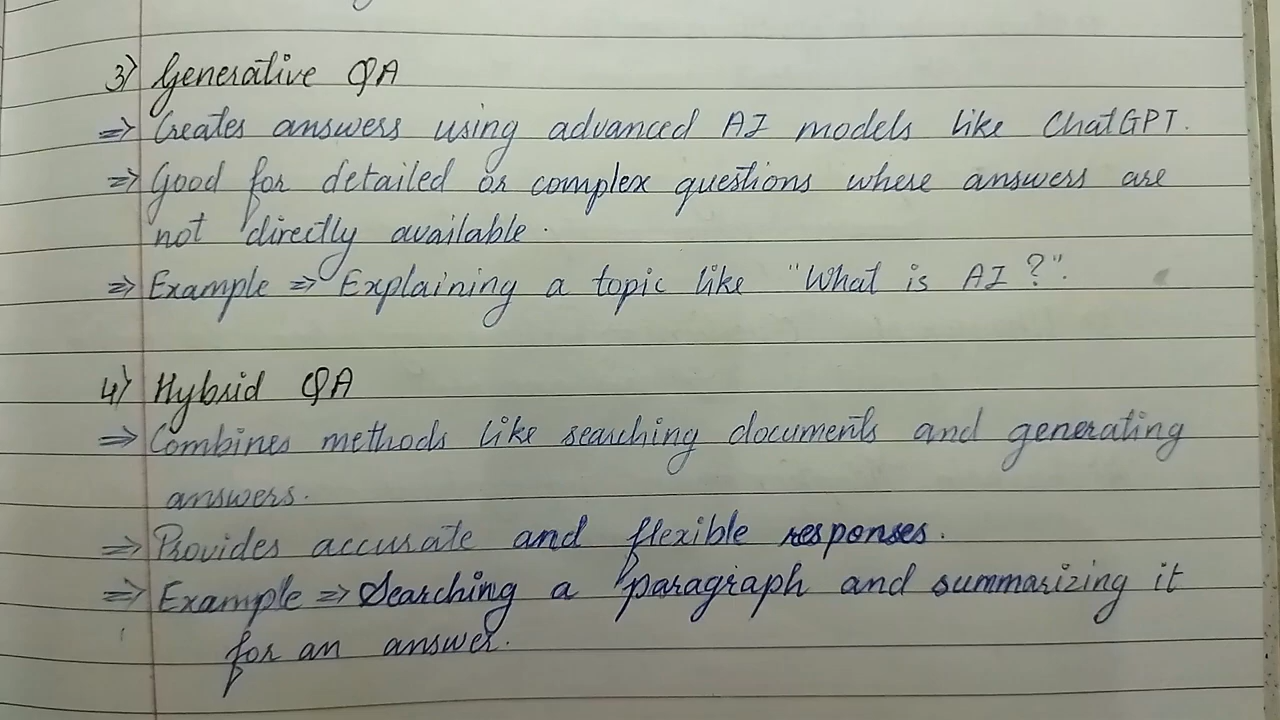 3) Generative QA
⇒ Creates answers using advanced AI models like ChatGPT.
⇒ Good for detailed or complex questions where answers are
not directly available.
⇒ Example ⇒ Explaining a topic like "What is AI?".
4) Hybrid QA
⇒ Combines methods like searching documents and generating
answers.
⇒ Provides accurate and flexible responses.
⇒ Example ⇒ Searching a paragraph and summarizing it
for an answer.